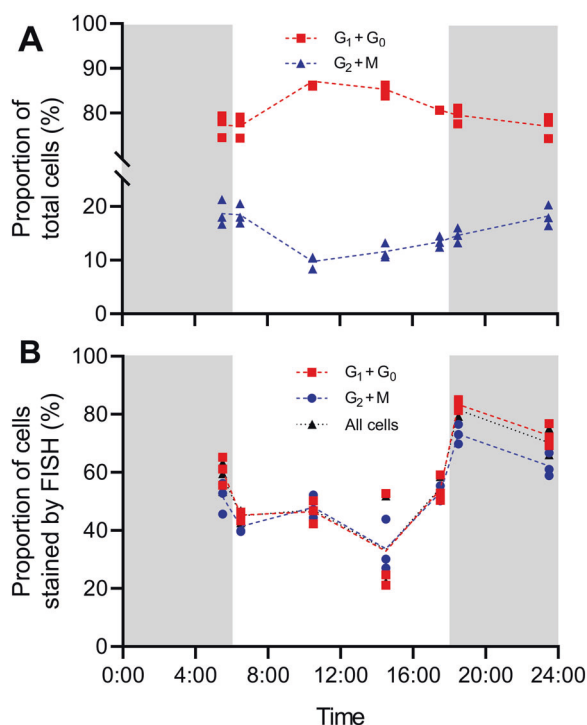 A
Proportion of
total cells (%)
100
90
80
20
10
0
G₁ + G₀
G₂ + M
B
Proportion of cells
stained by FISH (%)
100
80
60
40
20
0
G₁ + G₀
G₂ + M
All cells
0:00 4:00 8:00 12:00 16:00 20:00 24:00
Time